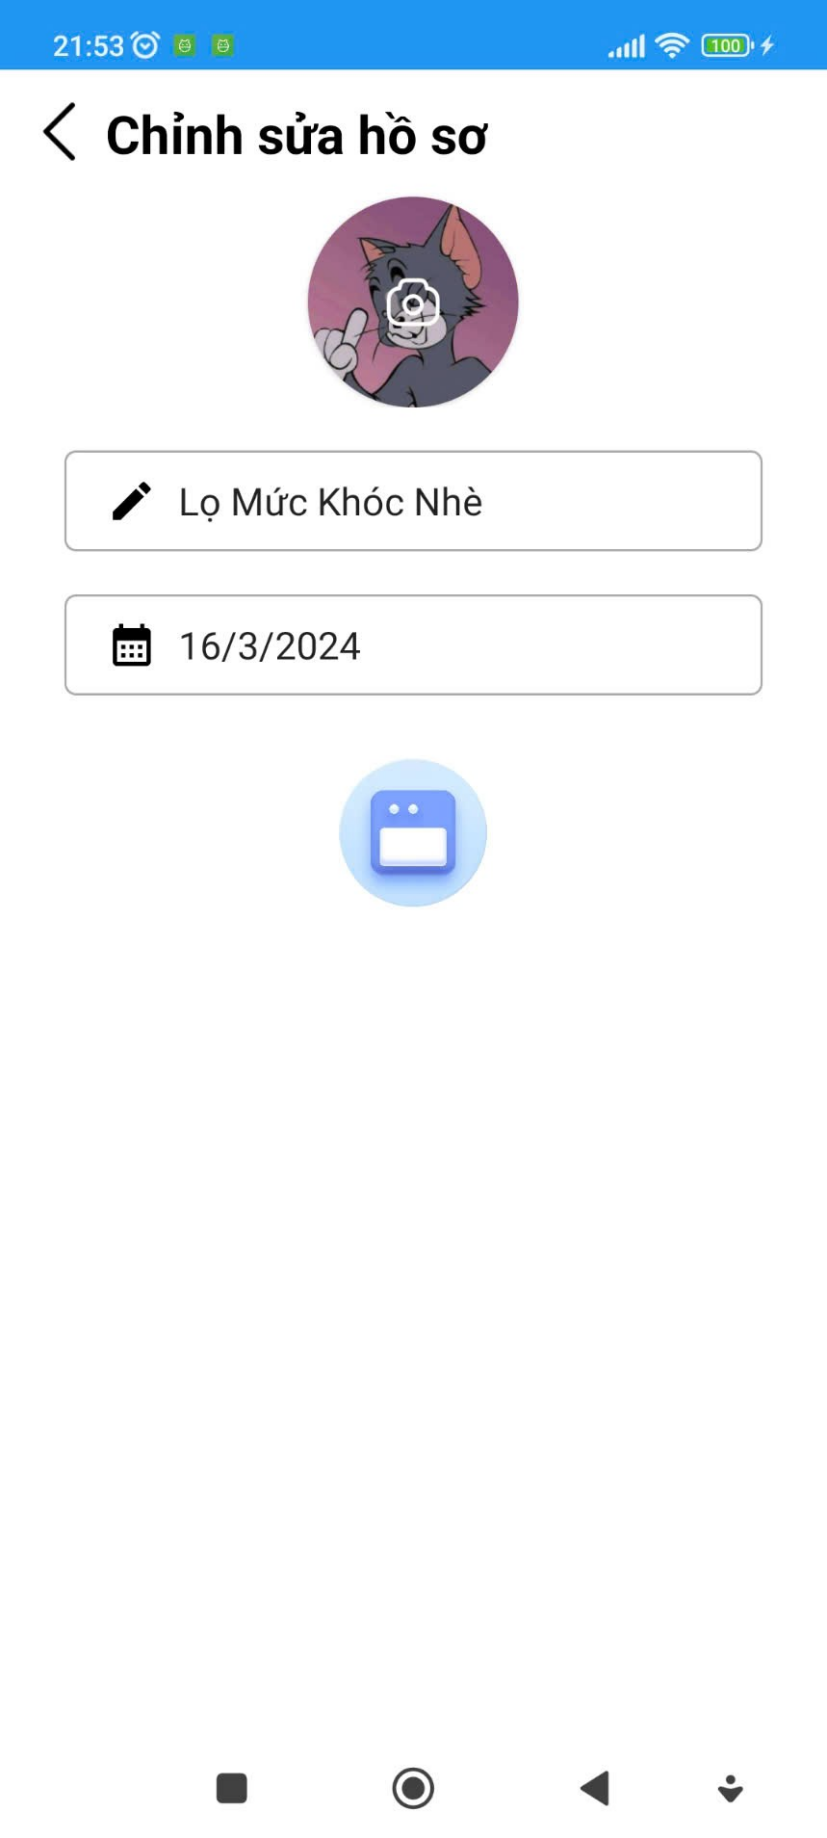 21:53
100
Chỉnh sửa hồ sơ
Lọ Mức Khóc Nhè
16/3/2024